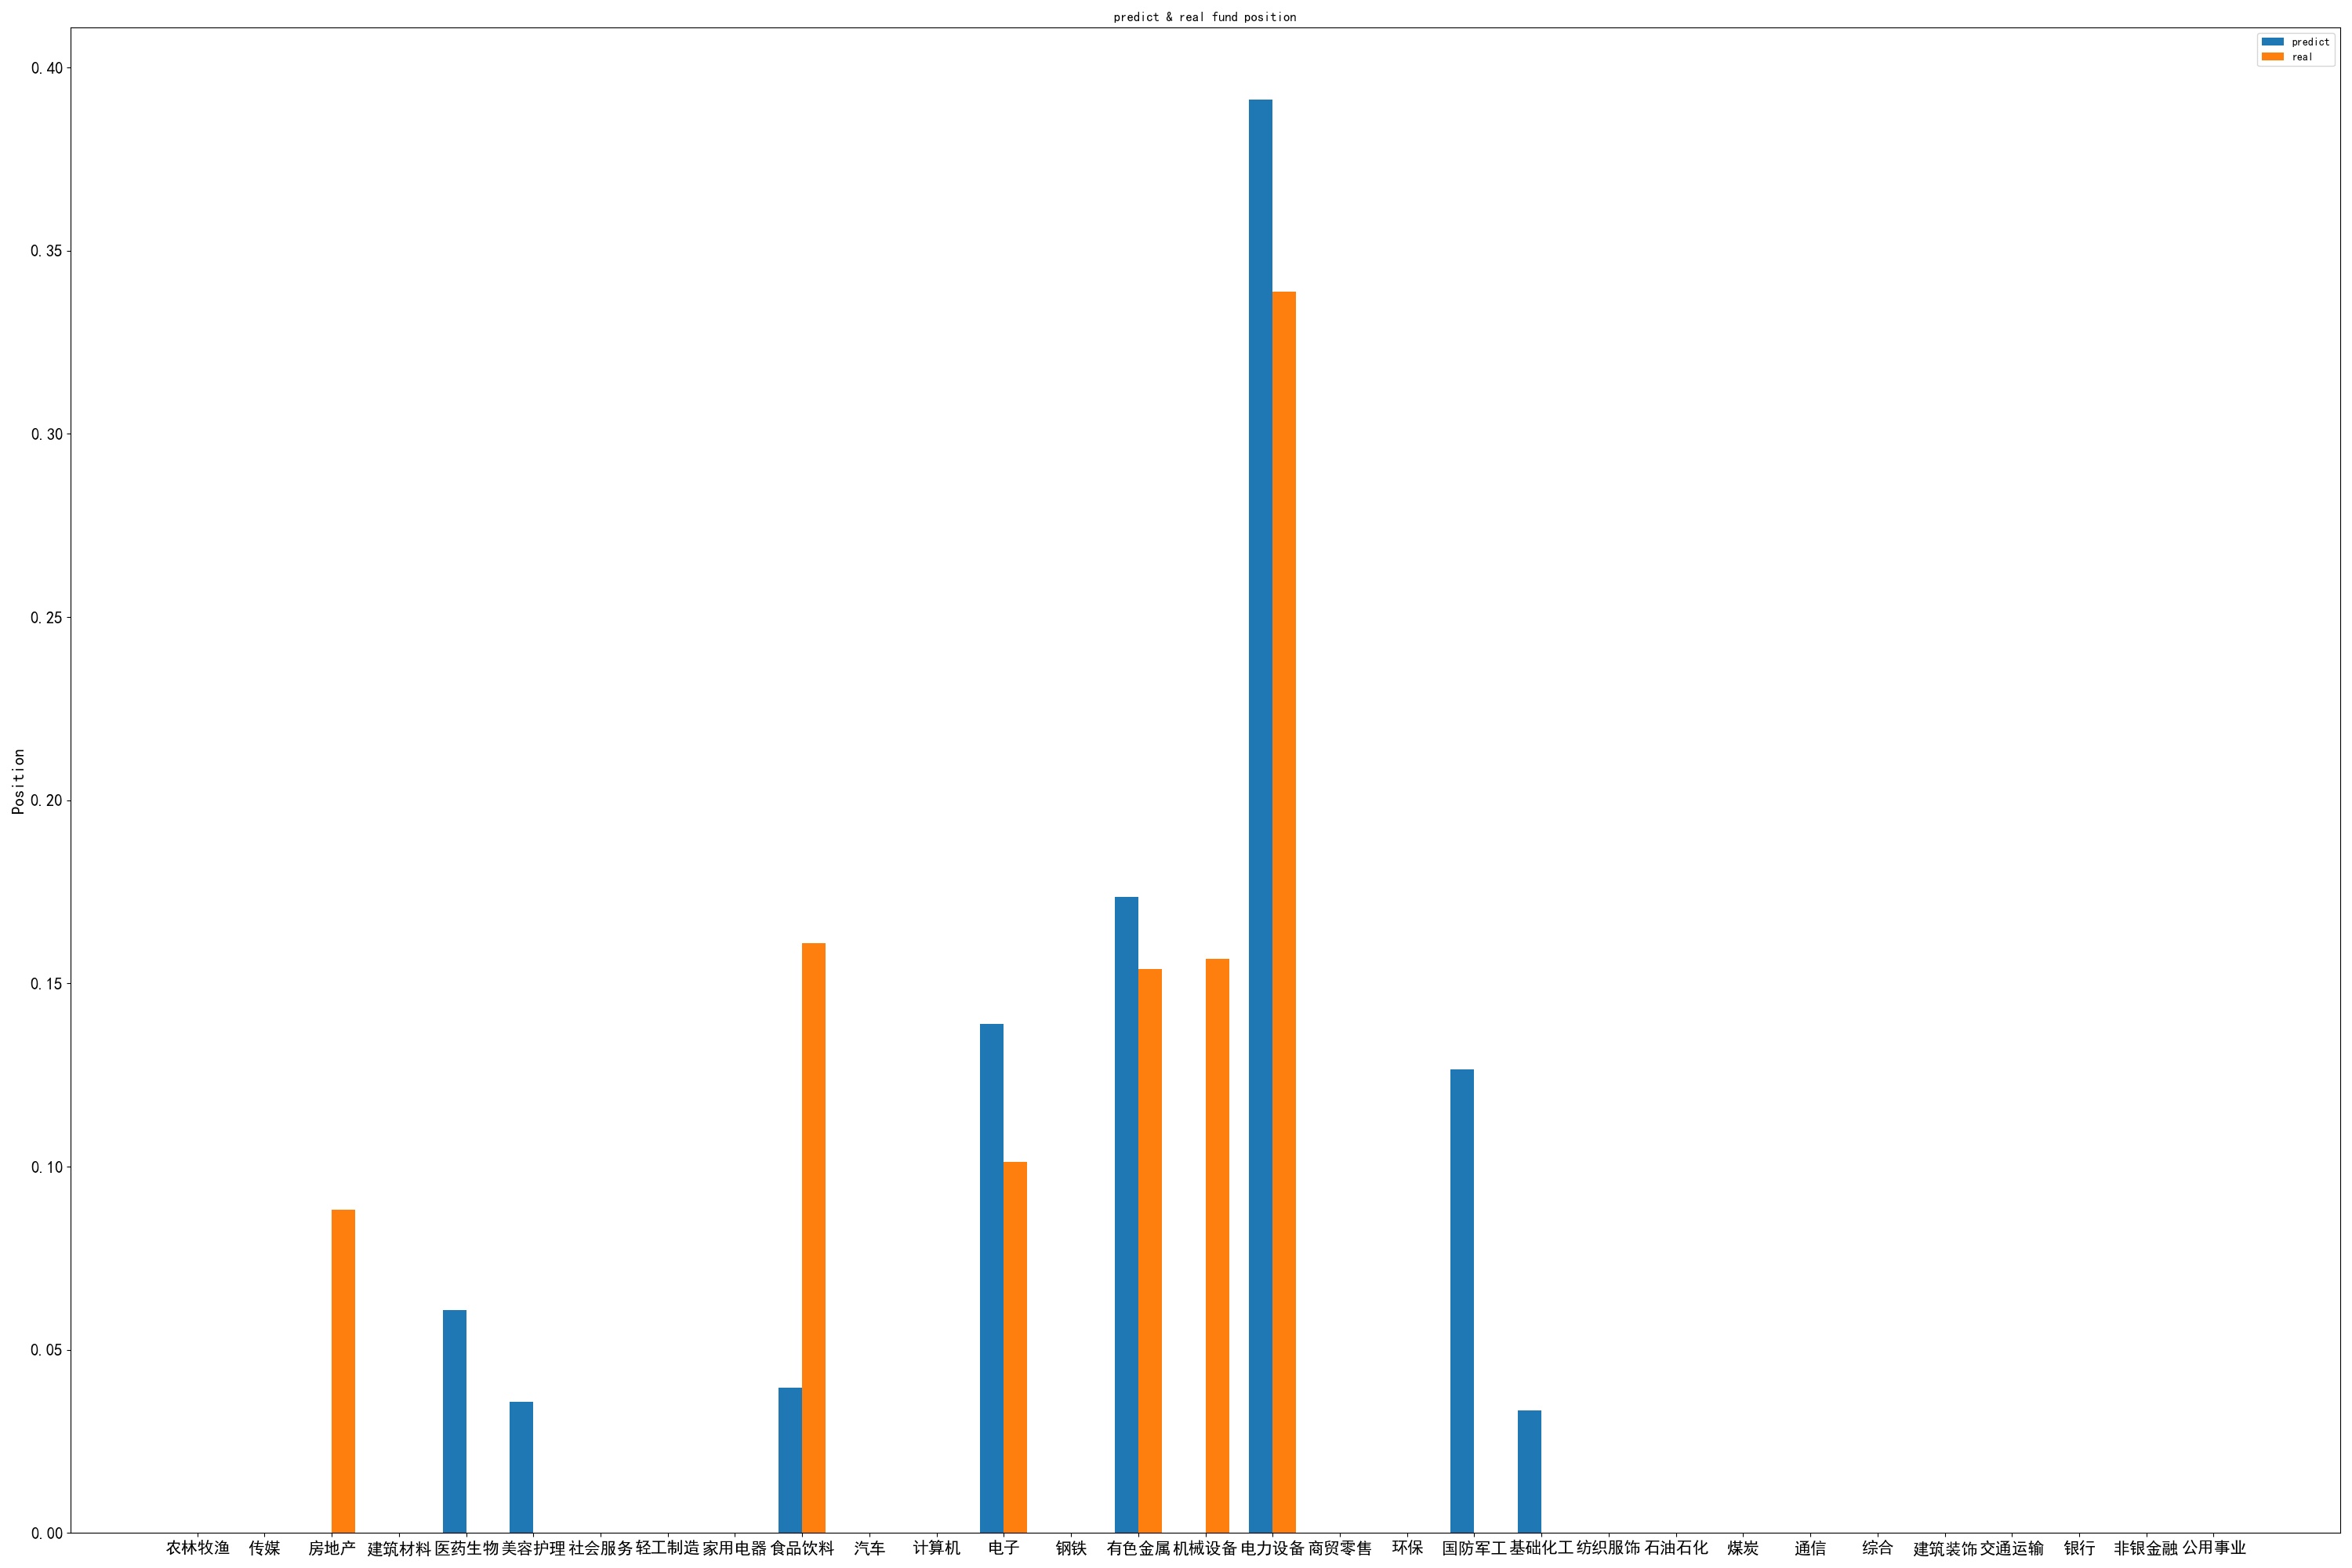 predict & real fund position
predict
real
0.40
0.35
0.30
0.25
0.20
0.15
0.10
0.05
0.00
Position
农林牧渔 传媒 房地产 建筑材料 医药生物 美容护理 社会服务 轻工制造 家用电器 食品饮料 汽车 计算机 电子 钢铁 有色金属 机械设备 电力设备 商贸零售 环保 国防军工 基础化工 纺织服饰 石油石化 煤炭 通信 综合 建筑装饰 交通运输 银行 非银金融 公用事业